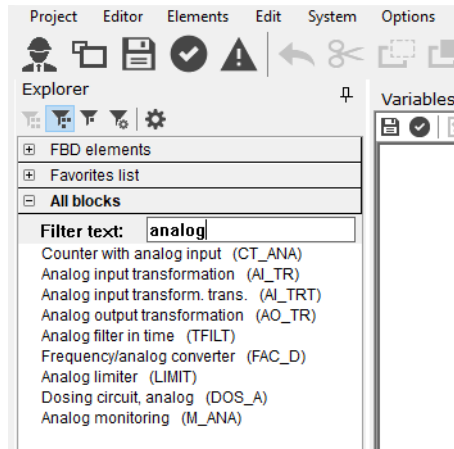 Project Editor Elements Edit System Options
Explorer
Variables
FBD elements
Favorites list
All blocks
Filter text: analog
Counter with analog input (CT_ANA)
Analog input transformation (AI_TR)
Analog input transform. trans. (AI_TRT)
Analog output transformation (AO_TR)
Analog filter in time (TFILT)
Frequency/analog converter (FAC_D)
Analog limiter (LIMIT)
Dosing circuit, analog (DOS_A)
Analog monitoring (M_ANA)